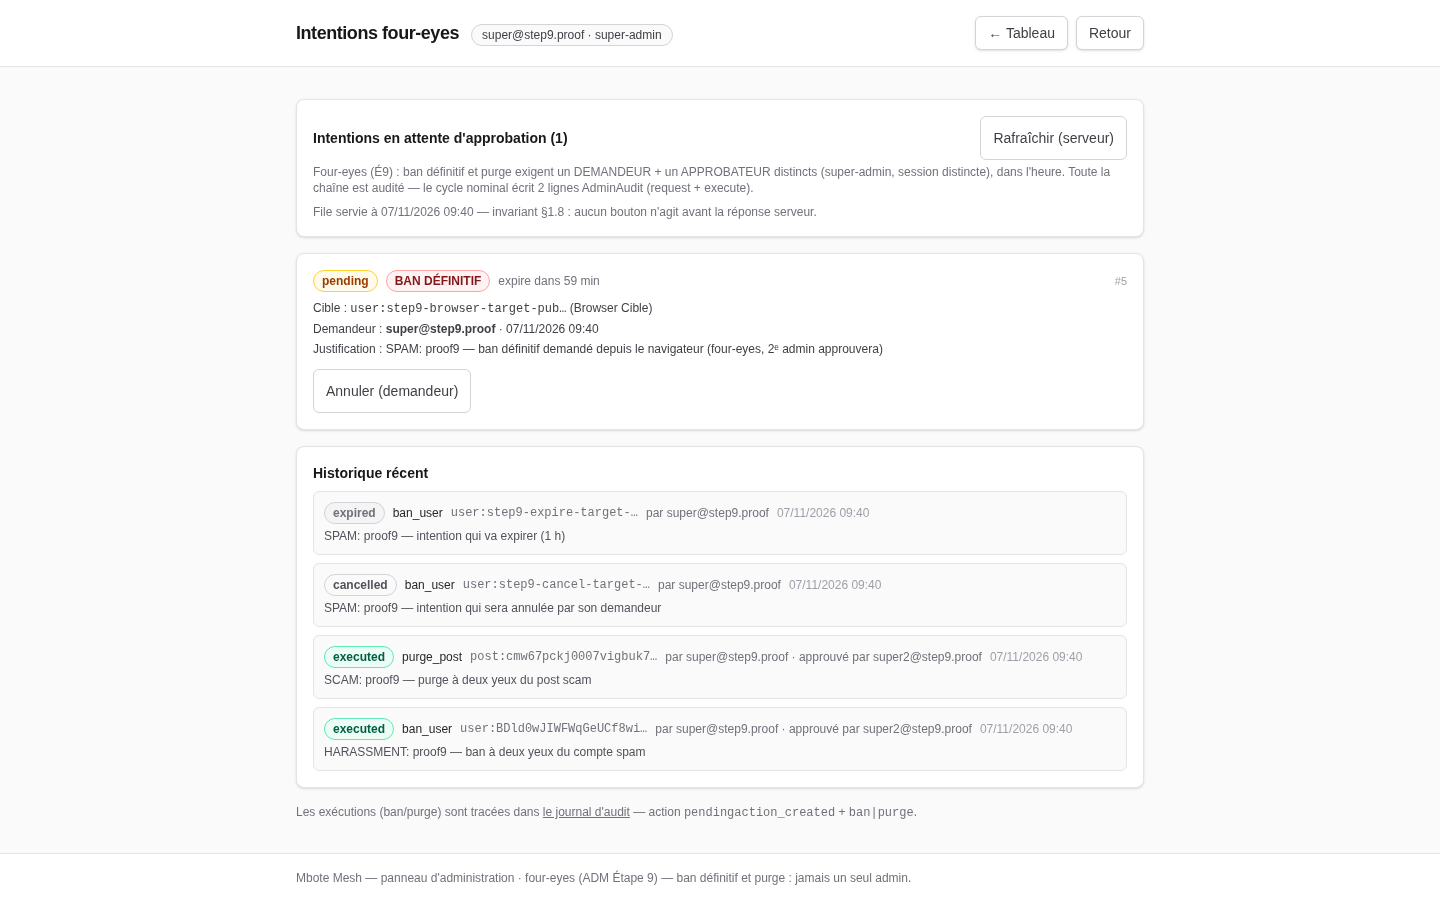 Intentions four-eyes
super@step9.proof · super-admin
← Tableau
Retour
Intentions en attente d'approbation (1)
Rafraîchir (serveur)
Four-eyes (É9) : ban définitif et purge exigent un DEMANDEUR + un APPROBATEUR distincts (super-admin, session distincte), dans l'heure. Toute la
chaîne est audité — le cycle nominal écrit 2 lignes AdminAudit (request + execute).
File servie à 07/11/2026 09:40 — invariant §1.8 : aucun bouton n'agit avant la réponse serveur.
pending BAN DÉFINITIF expire dans 59 min #5
Cible : user:step9-browser-target-pub… (Browser Cible)
Demandeur : super@step9.proof · 07/11/2026 09:40
Justification : SPAM: proof9 — ban définitif demandé depuis le navigateur (four-eyes, 2ᵉ admin approuvera)
Annuler (demandeur)
Historique récent
expired ban_user user:step9-expire-target-… par super@step9.proof 07/11/2026 09:40
SPAM: proof9 — intention qui va expirer (1 h)
cancelled ban_user user:step9-cancel-target-… par super@step9.proof 07/11/2026 09:40
SPAM: proof9 — intention qui sera annulée par son demandeur
executed purge_post post:cmw67pckj0007vigbuk7… par super@step9.proof · approuvé par super2@step9.proof 07/11/2026 09:40
SCAM: proof9 — purge à deux yeux du post scam
executed ban_user user:BDld0wJIWFWqGeUCf8wi… par super@step9.proof · approuvé par super2@step9.proof 07/11/2026 09:40
HARASSMENT: proof9 — ban à deux yeux du compte spam
Les exécutions (ban/purge) sont tracées dans le journal d'audit — action pendingaction_created + ban|purge.
Mbote Mesh — panneau d'administration · four-eyes (ADM Étape 9) — ban définitif et purge : jamais un seul admin.